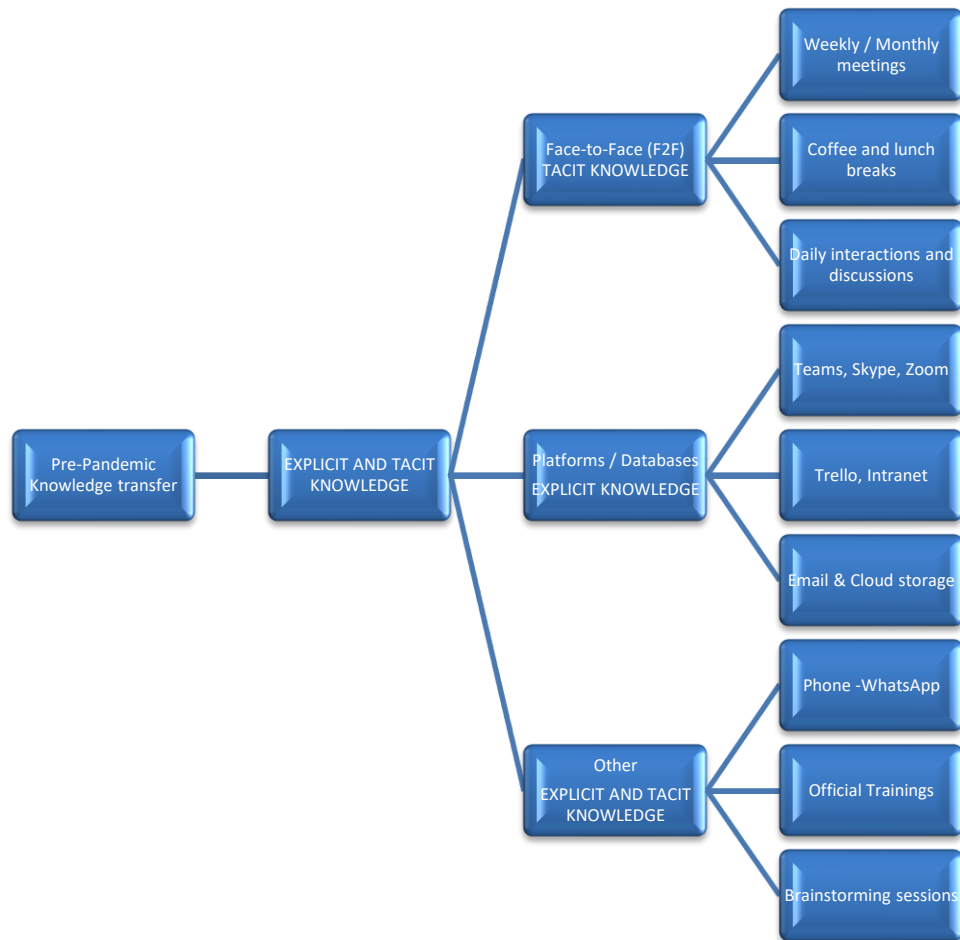 Pre-Pandemic
Knowledge transfer
EXPLICIT AND TACIT
KNOWLEDGE
Face-to-Face (F2F)
TACIT KNOWLEDGE
Weekly / Monthly
meetings
Coffee and lunch
breaks
Daily interactions and
discussions
Platforms / Databases
EXPLICIT KNOWLEDGE
Teams, Skype, Zoom
Trello, Intranet
Email & Cloud storage
Other
EXPLICIT AND TACIT
KNOWLEDGE
Phone -WhatsApp
Official Trainings
Brainstorming sessions